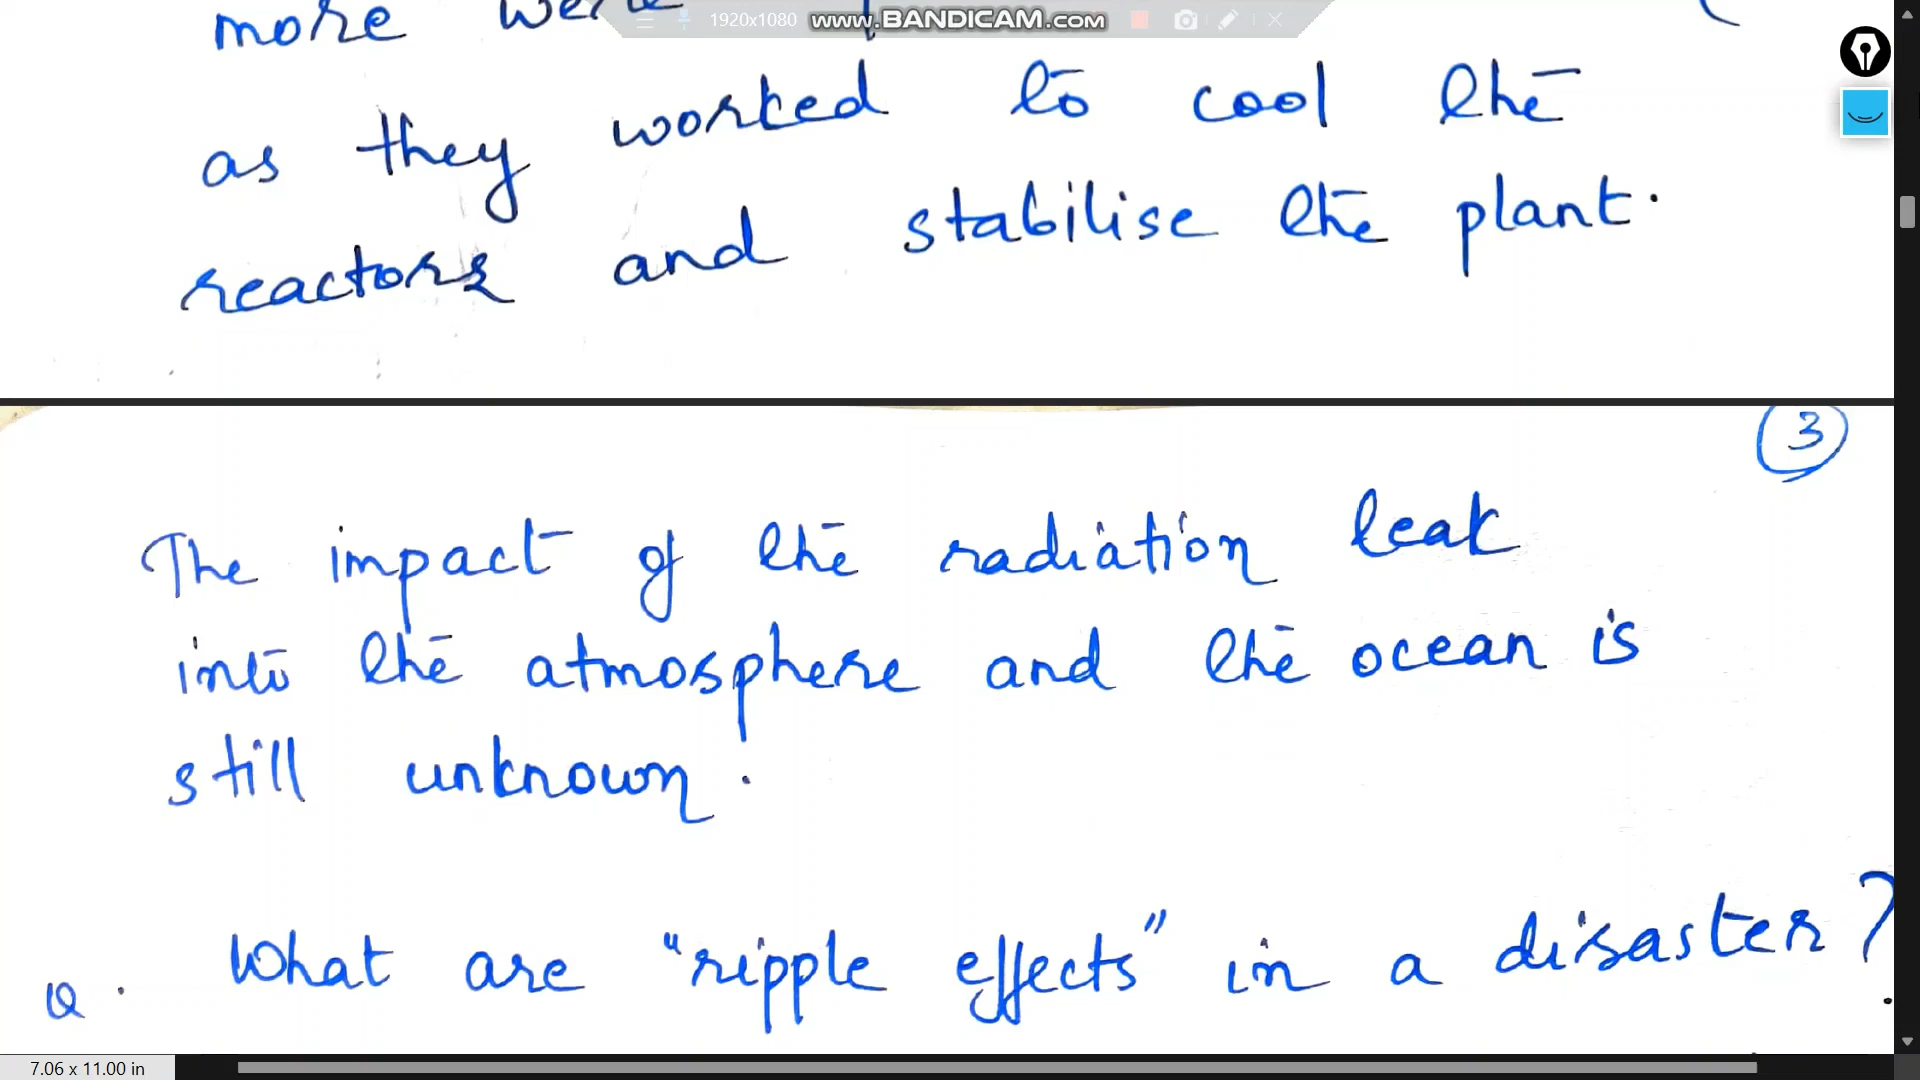 1920x1080 www.BANDICAM.com
more were
as they worked to cool the
reactors and stabilise the plant.
3
The impact of the radiation leak
into the atmosphere and the ocean is
still unknown.
Q. What are "ripple effects" in a disaster?
7.06 x 11.00 in